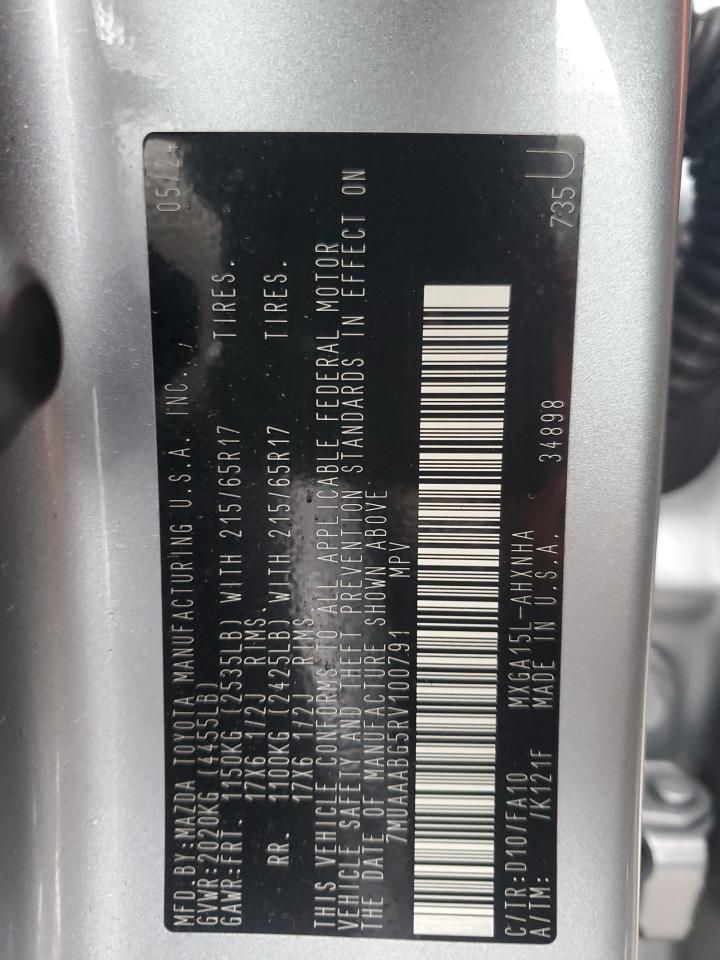 MFD.BY:MAZDA TOYOTA MANUFACTURING U.S.A. INC. 05/24
GVWR:2020KG (4455LB)
GAWR:FRT. 1150KG (2535LB) WITH 215/65R17 TIRES.
17X6 1/2J RIMS.
RR. 1100KG (2425LB) WITH 215/65R17 TIRES.
17X6 1/2J RIMS.
THIS VEHICLE CONFORMS TO ALL APPLICABLE FEDERAL MOTOR
VEHICLE SAFETY AND THEFT PREVENTION STANDARDS IN EFFECT ON
THE DATE OF MANUFACTURE SHOWN ABOVE
7MUAAABG5RV100791 MPV
C/TR:D10/FA10 MXGA15L-AHXNHA
A/TM: /K121F MADE IN U.S.A. 34898 735U